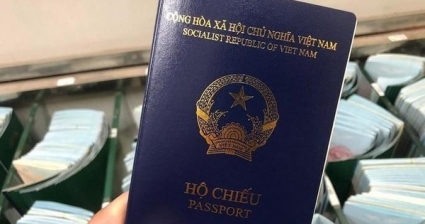 CỘNG HÒA XÃ HỘI CHỦ NGHĨA VIỆT NAM
SOCIALIST REPUBLIC OF VIET NAM
HỘ CHIẾU
PASSPORT